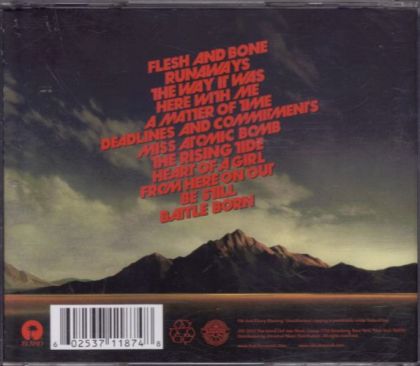 FLESH AND BONE
RUNAWAYS
THE WAY IT WAS
HERE WITH ME
A MATTER OF TIME
DEADLINES AND COMMITMENTS
MISS ATOMIC BOMB
THE RISING TIDE
HEART OF A GIRL
FROM HERE ON OUT
BE STILL
BATTLE BORN
ISLAND
6 02537 11874 8